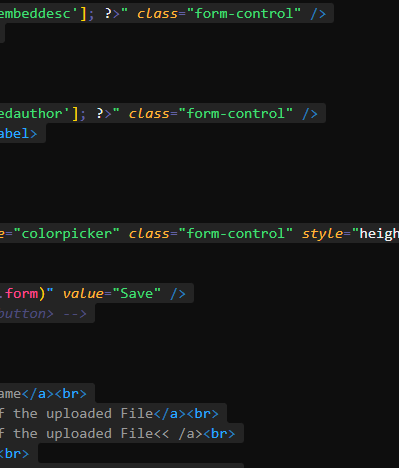 embeddesc']; ?>" class="form-control" />
edauthor']; ?>" class="form-control" />
abel>
e="colorpicker" class="form-control" style="heigh
.form)" value="Save" />
button> -->
ame</a><br>
f the uploaded File</a><br>
f the uploaded File<< /a><br>
<br>